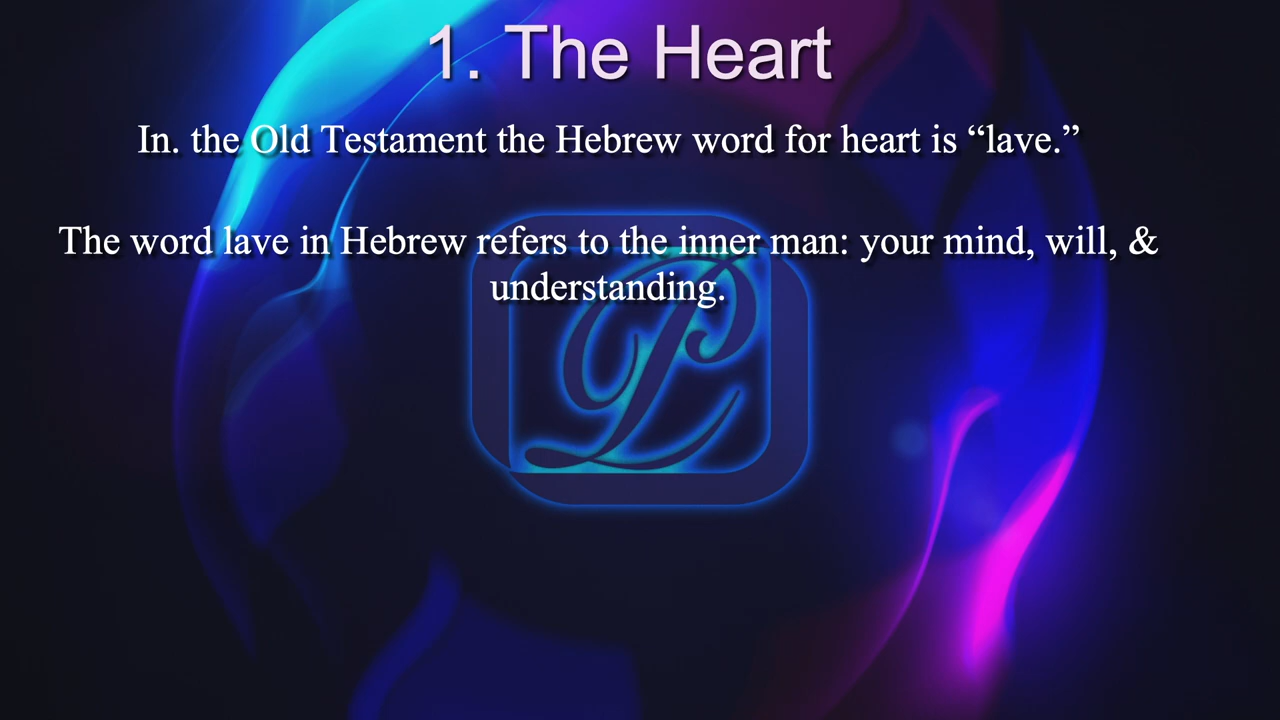 1. The Heart
In. the Old Testament the Hebrew word for heart is “lave.”
The word lave in Hebrew refers to the inner man: your mind, will, &
understanding.